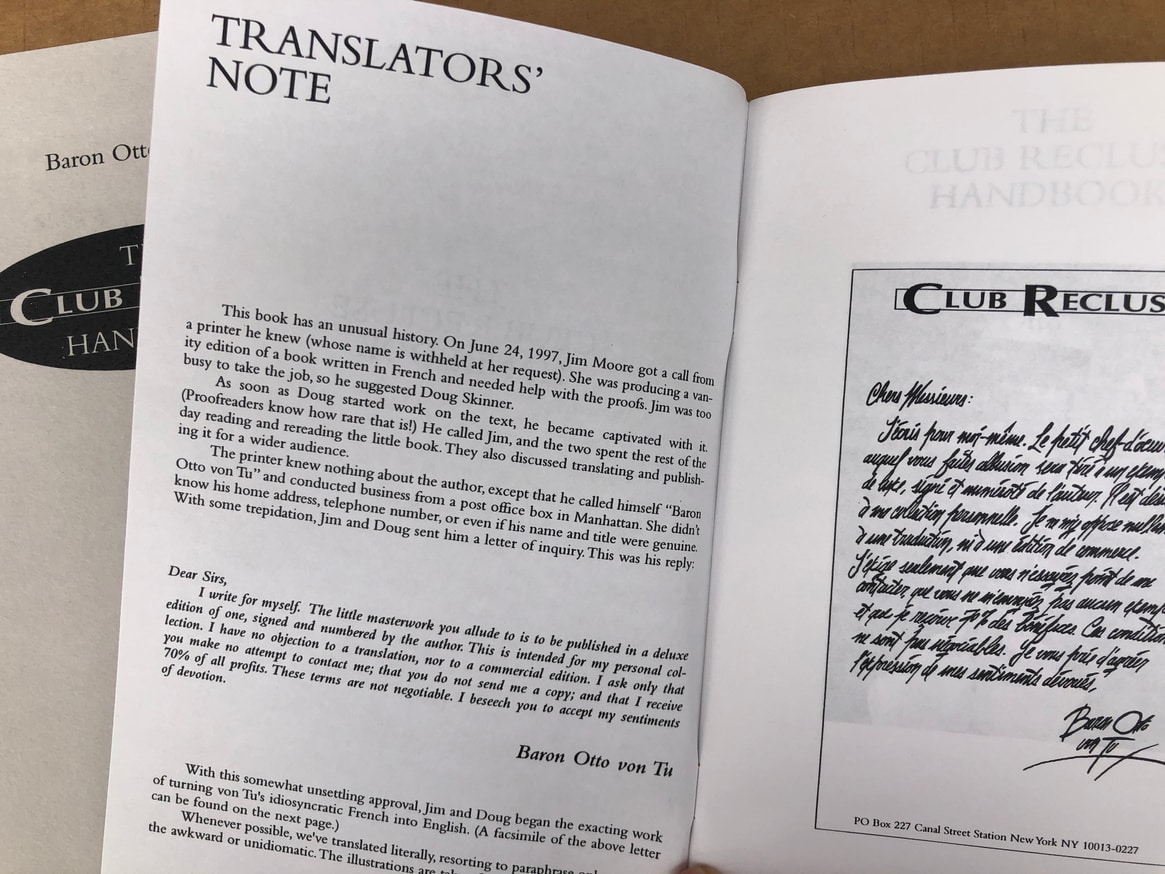 Baron Otto
CLUB
HAN
TRANSLATORS’
NOTE
This book has an unusual history. On June 24, 1997, Jim Moore got a call from
a printer he knew (whose name is withheld at her request). She was producing a van-
ity edition of a book written in French and needed help with the proofs. Jim was too
busy to take the job, so he suggested Doug Skinner.
As soon as Doug started work on the text, he became captivated with it.
(Proofreaders know how rare that is!) He called Jim, and the two spent the rest of the
day reading and rereading the little book. They also discussed translating and publish-
ing it for a wider audience.
The printer knew nothing about the author, except that he called himself “Baron
Otto von Tu” and conducted business from a post office box in Manhattan. She didn’t
know his home address, telephone number, or even if his name and title were genuine.
With some trepidation, Jim and Doug sent him a letter of inquiry. This was his reply:
Dear Sirs,
I write for myself. The little masterwork you allude to is to be published in a deluxe
edition of one, signed and numbered by the author. This is intended for my personal col-
lection. I have no objection to a translation, nor to a commercial edition. I ask only that
you make no attempt to contact me; that you do not send me a copy; and that I receive
70% of all profits. These terms are not negotiable. I beseech you to accept my sentiments
of devotion.
Baron Otto von Tu
With this somewhat unsettling approval, Jim and Doug began the exacting work
of turning von Tu's idiosyncratic French into English. (A facsimile of the above letter
can be found on the next page.)
Whenever possible, we've translated literally, resorting to paraphrase
the awkward or unidiomatic. The illustrations are
THE
CLUB RECLUS
HANDBOOK
CLUB RECLUS
Chers Messieurs:
J'écris pour moi-même. Le petit chef-d'oeu
auquel vous faites allusion sera tiré d'un exemp
de luxe, signé et numéroté de l'auteur. Il est des
à ma collection personnelle. Je ne m'y oppose
à une traduction, ni à une édition de commerce.
J'exige seulement que vous n'essayiez point de me
contacter, que vous ne m'envoyiez pas aucun exemp
et que je reçoive 70% des bénéfices. Ces condition
ne sont pas négociables. Je vous prie d'agréer
l'expression de mes sentiments dévoués,
Baron Otto
von Tu
PO Box 227 Canal Street Station New York NY 10013-0227